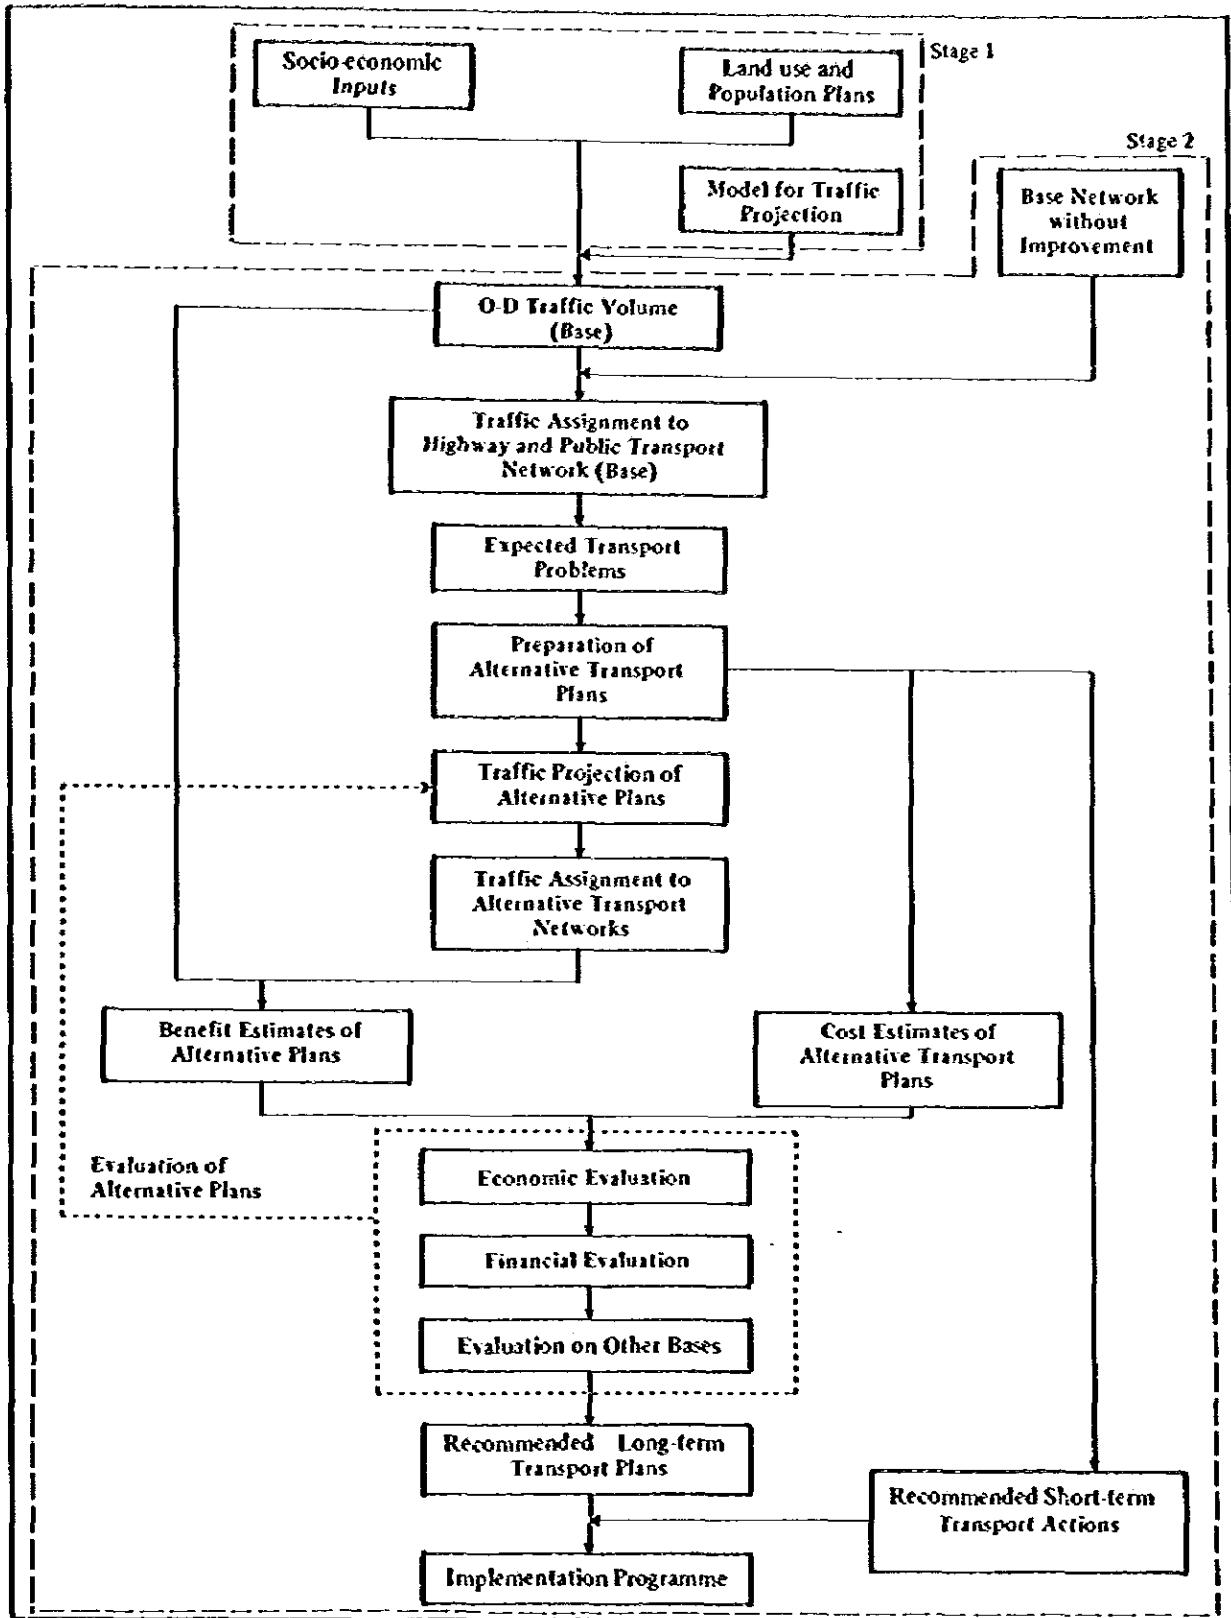 Stage 1
Socio-economic
Inputs
Land use and
Population Plans
Model for Traffic
Projection
Stage 2
Base Network
without
Improvement
O-D Traffic Volume
(Base)
Traffic Assignment to
Highway and Public Transport
Network (Base)
Expected Transport
Problems
Preparation of
Alternative Transport
Plans
Traffic Projection of
Alternative Plans
Traffic Assignment to
Alternative Transport
Networks
Benefit Estimates of
Alternative Plans
Cost Estimates of
Alternative Transport
Plans
Evaluation of
Alternative Plans
Economic Evaluation
Financial Evaluation
Evaluation on Other Bases
Recommended Long-term
Transport Plans
Recommended Short-term
Transport Actions
Implementation Programme